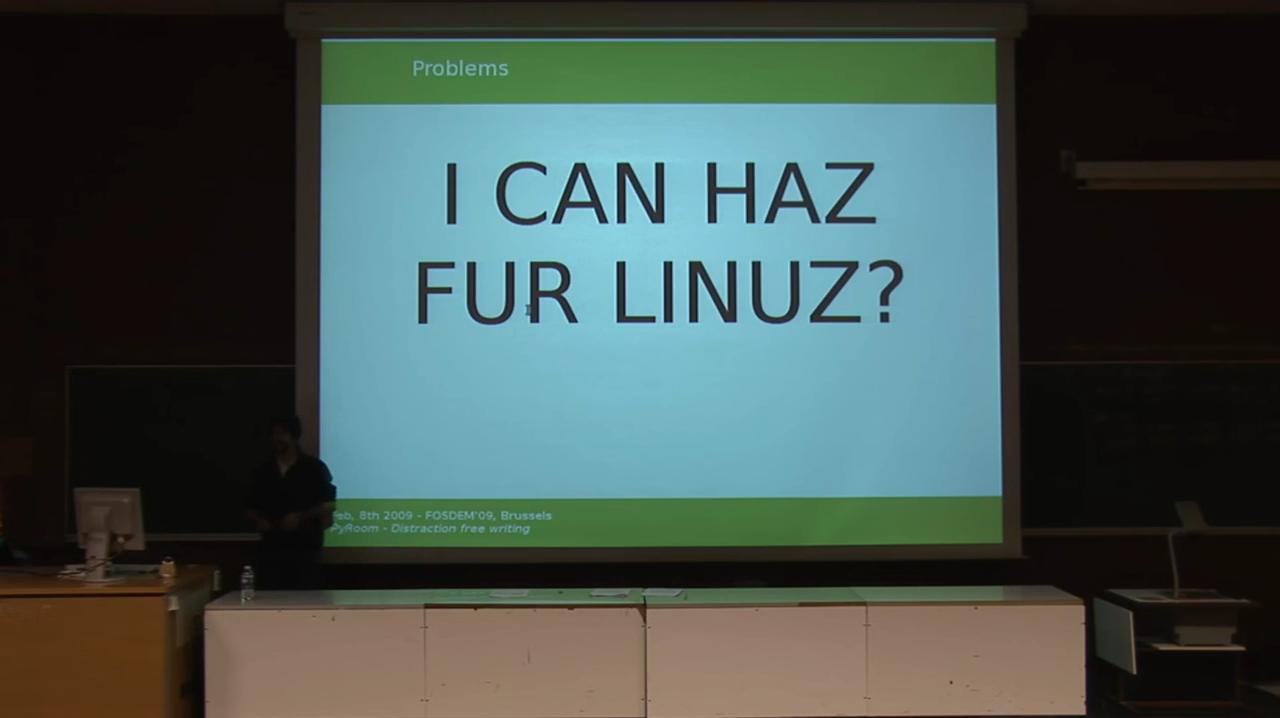 Problems
I CAN HAZ
FUR LINUZ?
Feb, 8th 2009 - FOSDEM'09, Brussels
PyRoom - Distraction free writing